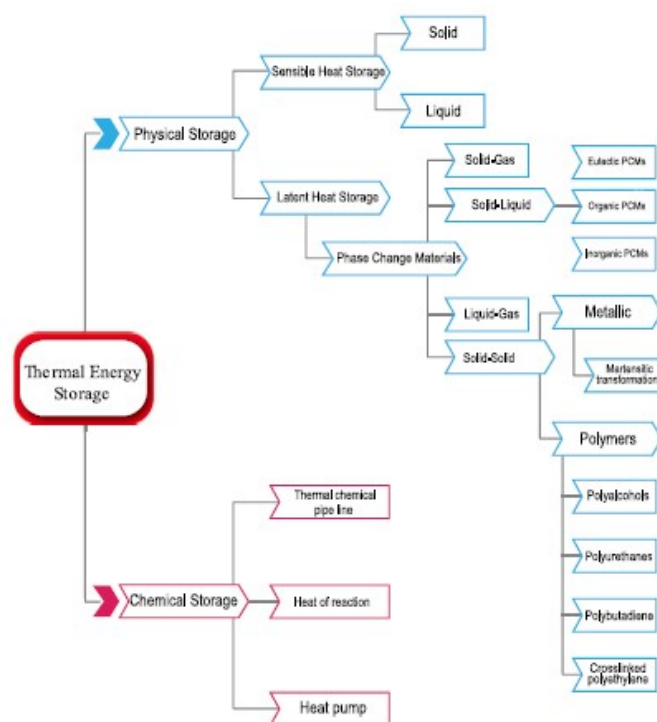 Solid
Sensible Heat Storage
Liquid
Physical Storage
Solid-Gas
Eutectic PCMs
Latent Heat Storage
Solid-Liquid
Organic PCMs
Phase Change Materials
Inorganic PCMs
Liquid-Gas
Metallic
Solid-Solid
Thermal Energy
Storage
Martensitic
transformation
Polymers
Thermal chemical
pipe line
Polyalcohols
Polyurethanes
Chemical Storage
Heat of reaction
Polybutadiene
Crosslinked
polyethylene
Heat pump